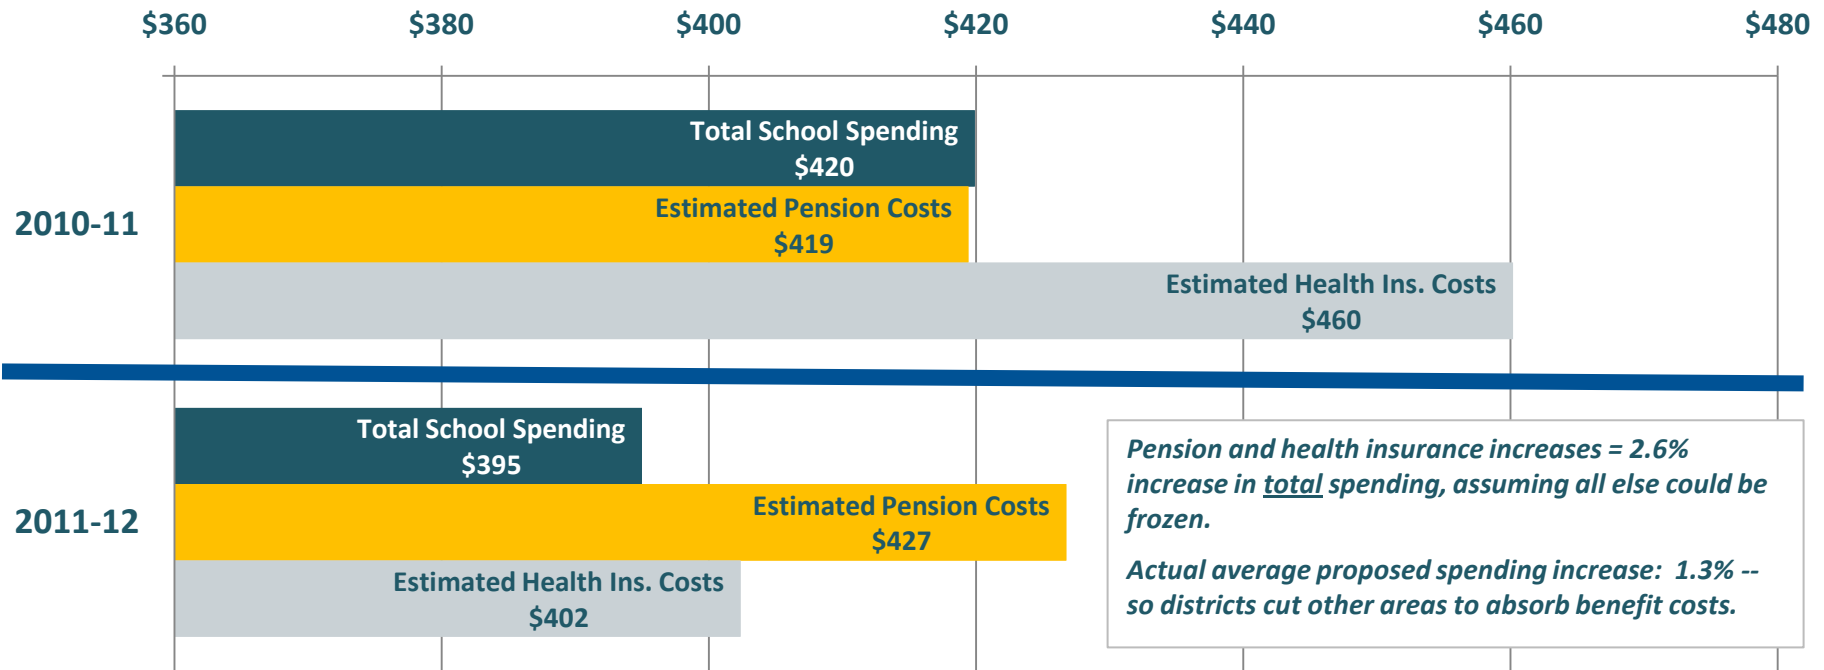 $360 $380 $400 $420 $440 $460 $480
2010-11
Total School Spending
$420
Estimated Pension Costs
$419
Estimated Health Ins. Costs
$460
2011-12
Total School Spending
$395
Estimated Pension Costs
$427
Estimated Health Ins. Costs
$402
Pension and health insurance increases = 2.6%
increase in total spending, assuming all else could be
frozen.
Actual average proposed spending increase:  1.3% --
so districts cut other areas to absorb benefit costs.